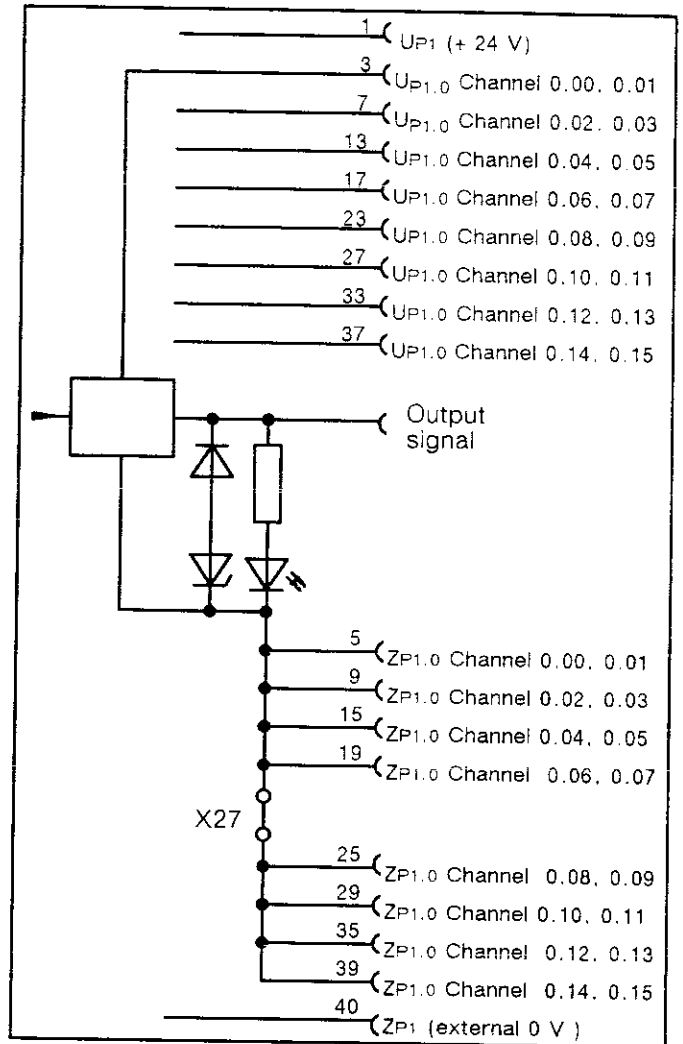 1 UP1 (+ 24 V)
3 UP1.0 Channel 0.00, 0.01
7 UP1.0 Channel 0.02. 0.03
13 UP1.0 Channel 0.04, 0.05
17 UP1.0 Channel 0.06. 0.07
23 UP1.0 Channel 0.08, 0.09
27 UP1.0 Channel 0.10. 0.11
33 UP1.0 Channel 0.12. 0.13
37 UP1.0 Channel 0.14, 0.15
Output
signal
5 ZP1.0 Channel 0.00, 0.01
9 ZP1.0 Channel 0.02, 0.03
15 ZP1.0 Channel 0.04, 0.05
19 ZP1.0 Channel 0.06, 0.07
X27
25 ZP1.0 Channel 0.08, 0.09
29 ZP1.0 Channel 0.10, 0.11
35 ZP1.0 Channel 0.12. 0.13
39 ZP1.0 Channel 0.14, 0.15
40 ZP1 (external 0 V )